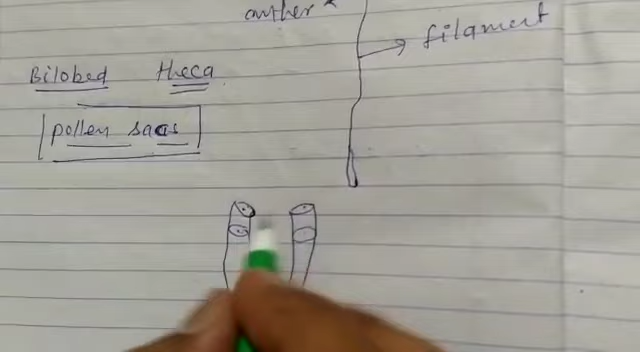 anther
filament
Bilobed theca
pollen sacs